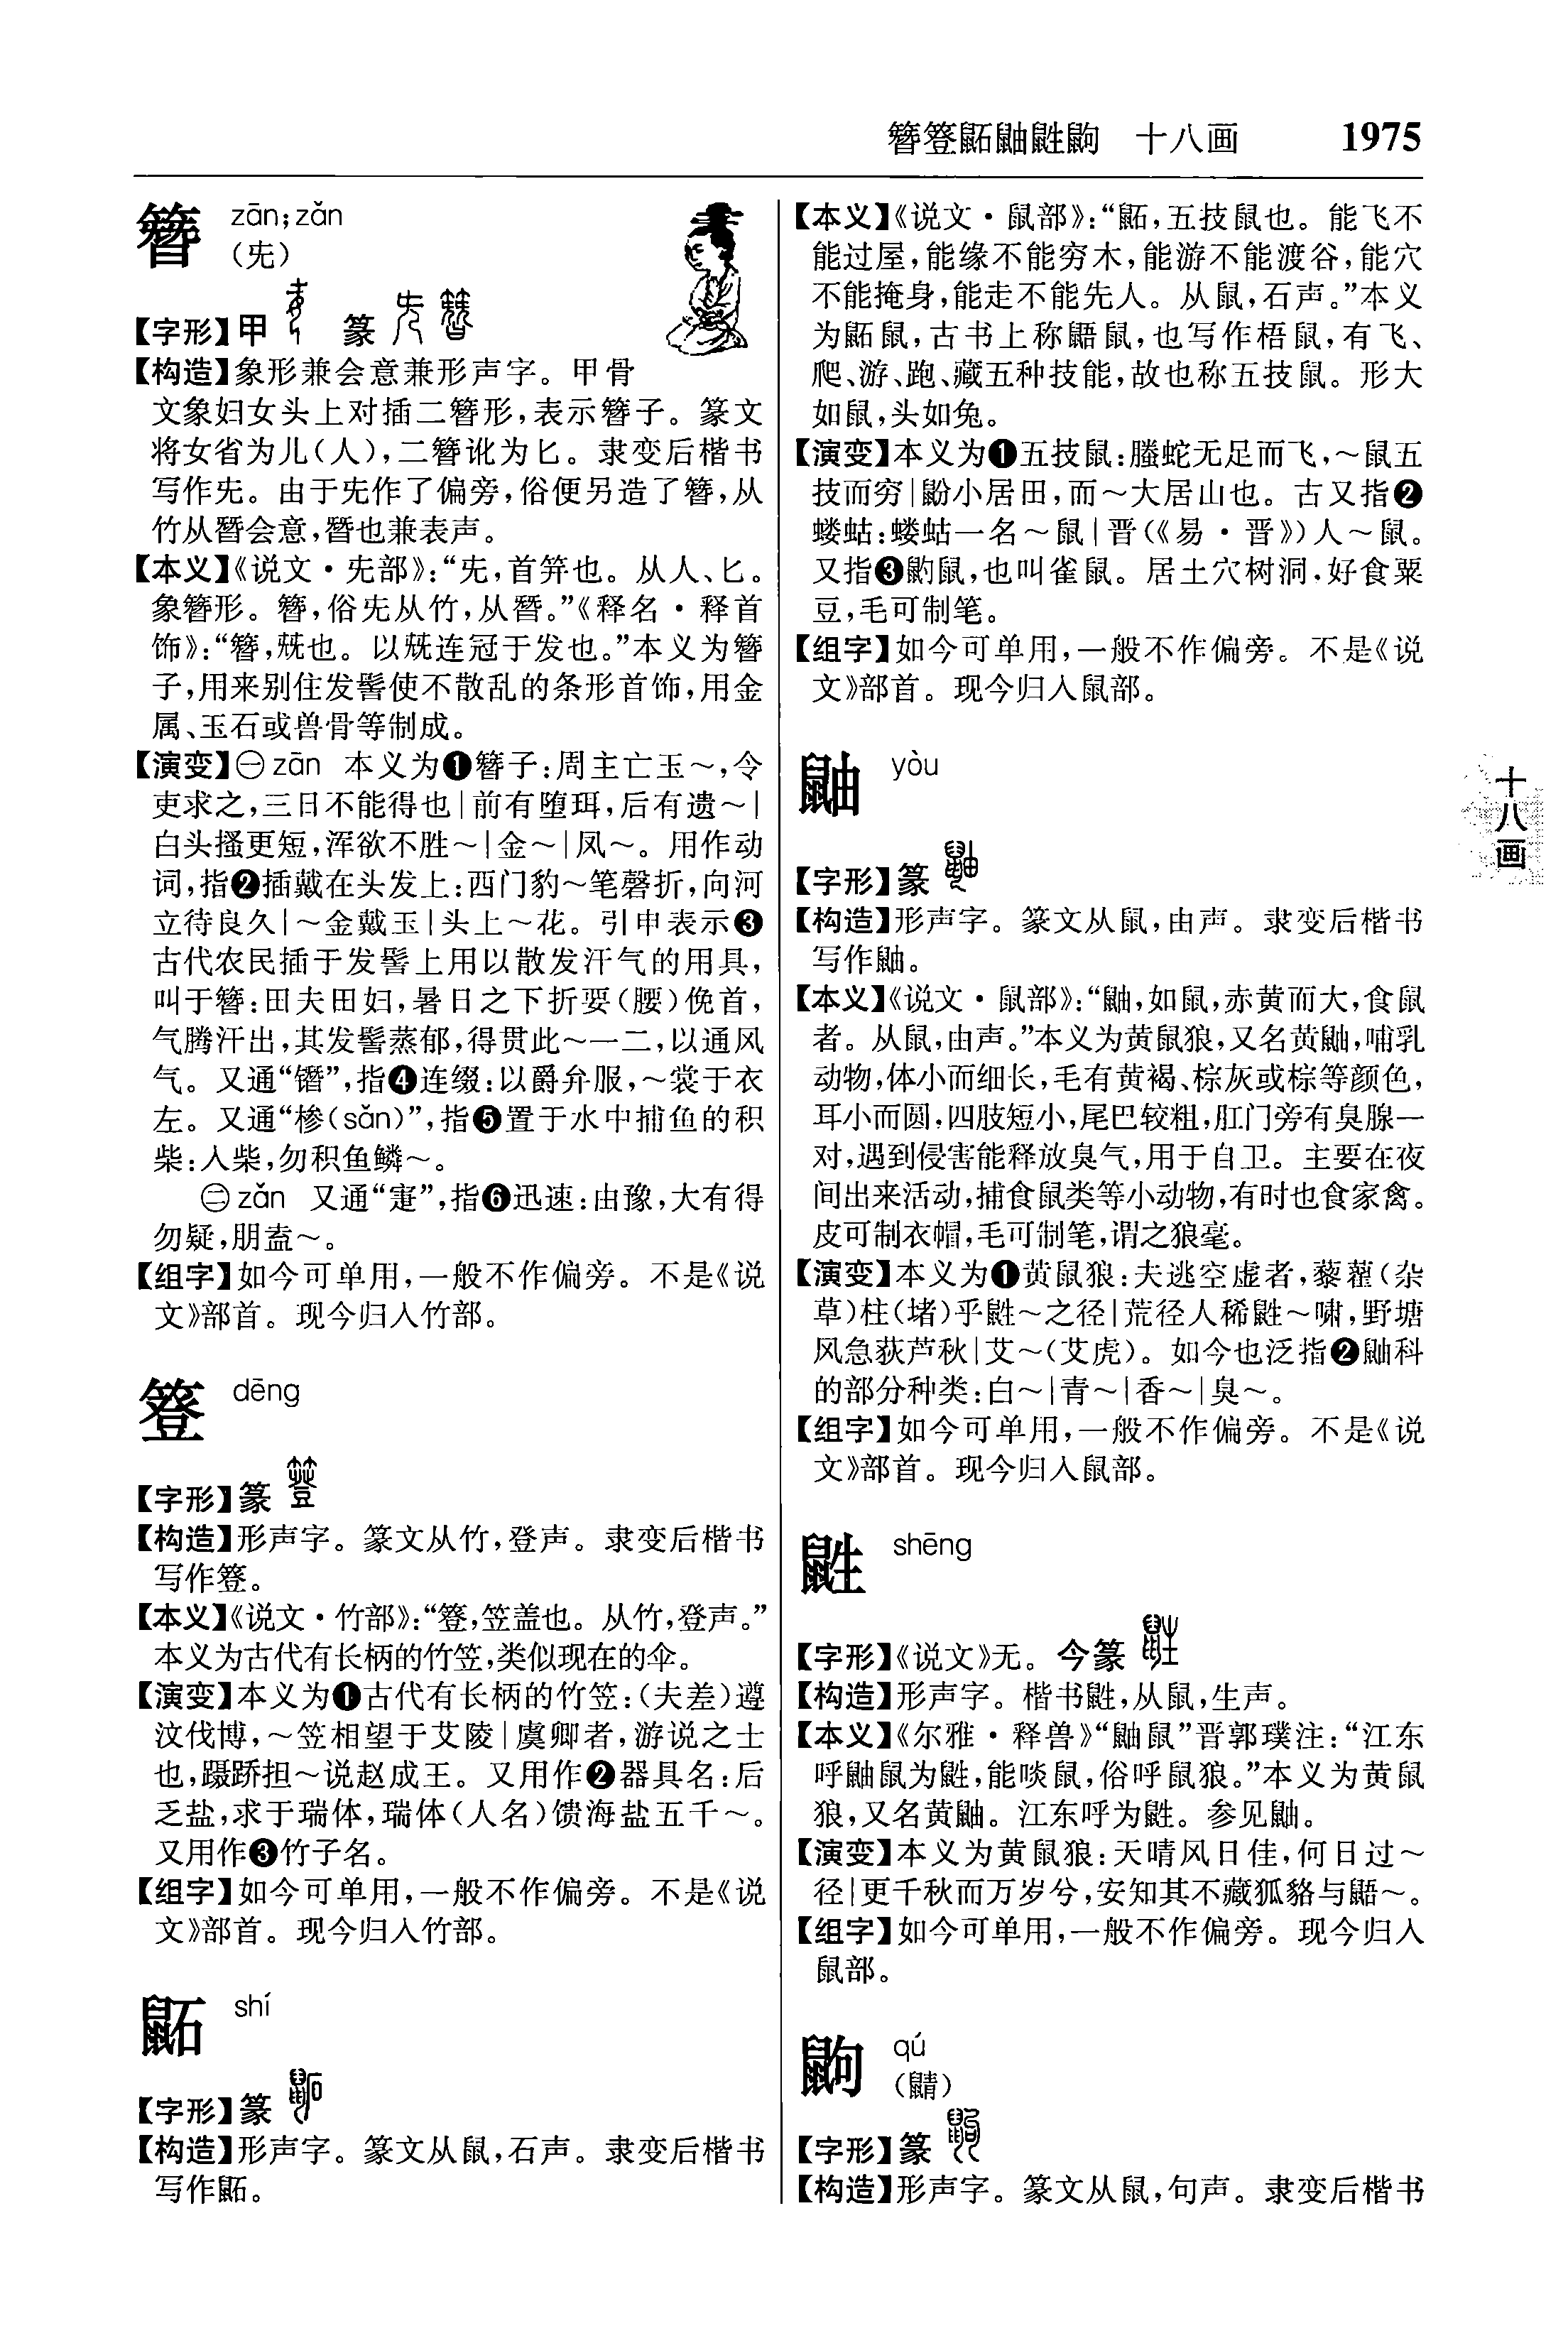 簪簦鼫鼬鼪鼩　十八画　1975
簪 zān;zǎn
(兂)
【字形】甲 篆
【构造】象形兼会意兼形声字。甲骨
文象妇女头上对插二簪形,表示簪子。篆文
将女省为儿(人),二簪讹为匕。隶变后楷书
写作兂。由于兂作了偏旁,俗便另造了簪,从
竹从朁会意,朁也兼表声。
【本义】《说文·兂部》:“兂,首笄也。从人、匕。
象簪形。簪,俗兂从竹,从朁。”《释名·释首
饰》:“簪,兓也。以兓连冠于发也。”本义为簪
子,用来别住发髻使不散乱的条形首饰,用金
属、玉石或兽骨等制成。
【演变】㊀zān 本义为❶簪子:周主亡玉～,令
吏求之,三日不能得也|前有堕珥,后有遗～|
白头搔更短,浑欲不胜～|金～|凤～。用作动
词,指❷插戴在头发上:西门豹～笔磬折,向河
立待良久|～金戴玉|头上～花。引申表示❸
古代农民插于发髻上用以散发汗气的用具,
叫于簪:田夫田妇,暑日之下折要(腰)俛首,
气腾汗出,其发髻蒸郁,得贯此～一二,以通风
气。又通“镨”,指❹连缀:以爵弁服,～裳于衣
左。又通“椮(sǎn)”,指❺置于水中捕鱼的积
柴:人柴,勿积鱼鳞～。
㊁zǎn 又通“寁”,指❻迅速:由豫,大有得
勿疑,朋盍～。
【组字】如今可单用,一般不作偏旁。不是《说
文》部首。现今归入竹部。
簦 dēng
【字形】篆
【构造】形声字。篆文从竹,登声。隶变后楷书
写作簦。
【本义】《说文·竹部》:“簦,笠盖也。从竹,登声。”
本义为古代有长柄的竹笠,类似现在的伞。
【演变】本义为❶古代有长柄的竹笠:(夫差)遵
汶伐博,～笠相望于艾陵|虞卿者,游说之士
也,蹑跻担～说赵成王。又用作❷器具名:后
乏盐,求于瑞体,瑞体(人名)馈海盐五千～。
又用作❸竹子名。
【组字】如今可单用,一般不作偏旁。不是《说
文》部首。现今归入竹部。
鼫 shí
【字形】篆
【构造】形声字。篆文从鼠,石声。隶变后楷书
写作鼫。
【本义】《说文·鼠部》:“鼫,五技鼠也。能飞不
能过屋,能缘不能穷木,能游不能渡谷,能穴
不能掩身,能走不能先人。从鼠,石声。”本义
为鼫鼠,古书上称鼯鼠,也写作梧鼠,有飞、
爬、游、跑、藏五种技能,故也称五技鼠。形大
如鼠,头如兔。
【演变】本义为❶五技鼠:螣蛇无足而飞,～鼠五
技而穷|鼢小居田,而～大居山也。古又指❷
蝼蛄:蝼蛄一名～鼠|晋(《易·晋》)人～鼠。
又指❸鼩鼠,也叫雀鼠。居土穴树洞,好食粟
豆,毛可制笔。
【组字】如今可单用,一般不作偏旁。不是《说
文》部首。现今归入鼠部。
鼬 yòu
【字形】篆
【构造】形声字。篆文从鼠,由声。隶变后楷书
写作鼬。
【本义】《说文·鼠部》:“鼬,如鼠,赤黄而大,食鼠
者。从鼠,由声。”本义为黄鼠狼,又名黄鼬,哺乳
动物,体小而细长,毛有黄褐、棕灰或棕等颜色,
耳小而圆,四肢短小,尾巴较粗,肛门旁有臭腺一
对,遇到侵害能释放臭气,用于自卫。主要在夜
间出来活动,捕食鼠类等小动物,有时也食家禽。
皮可制衣帽,毛可制笔,谓之狼毫。
【演变】本义为❶黄鼠狼:夫逃空虚者,藜藋(杂
草)柱(堵)乎鼪～之径|荒径人稀鼪～啸,野塘
风急荻芦秋|艾～(艾虎)。如今也泛指❷鼬科
的部分种类:白～|青～|香～|臭～。
【组字】如今可单用,一般不作偏旁。不是《说
文》部首。现今归入鼠部。
十八画
鼪 shēng
【字形】《说文》无。今篆
【构造】形声字。楷书鼪,从鼠,生声。
【本义】《尔雅·释兽》“鼬鼠”晋郭璞注:“江东
呼鼬鼠为鼪,能啖鼠,俗呼鼠狼。”本义为黄鼠
狼,又名黄鼬。江东呼为鼪。参见鼬。
【演变】本义为黄鼠狼:天晴风日佳,何日过～
径|更千秋而万岁兮,安知其不藏狐貉与鼯～。
【组字】如今可单用,一般不作偏旁。现今归入
鼠部。
鼩 qú
(鼱)
【字形】篆
【构造】形声字。篆文从鼠,句声。隶变后楷书